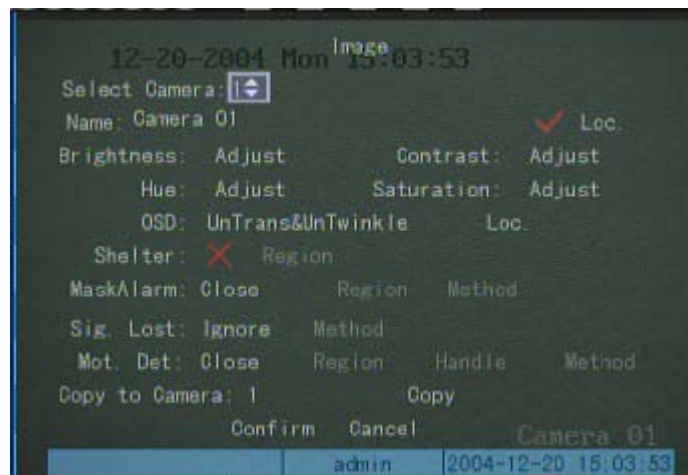 Image
12-20-2004 Mon 15:03:53
Select Camera: 1
Name: Camera 01 Loc.
Brightness: Adjust Contrast: Adjust
Hue: Adjust Saturation: Adjust
OSD: UnTrans&UnTwinkle Loc.
Shelter: Region
MaskAlarm: Close Region Method
Sig. Lost: Ignore Method
Mot. Det: Close Region Handle Method
Copy to Camera: 1 Copy
Confirm Cancel
Camera 01
admin 2004-12-20 15:03:53